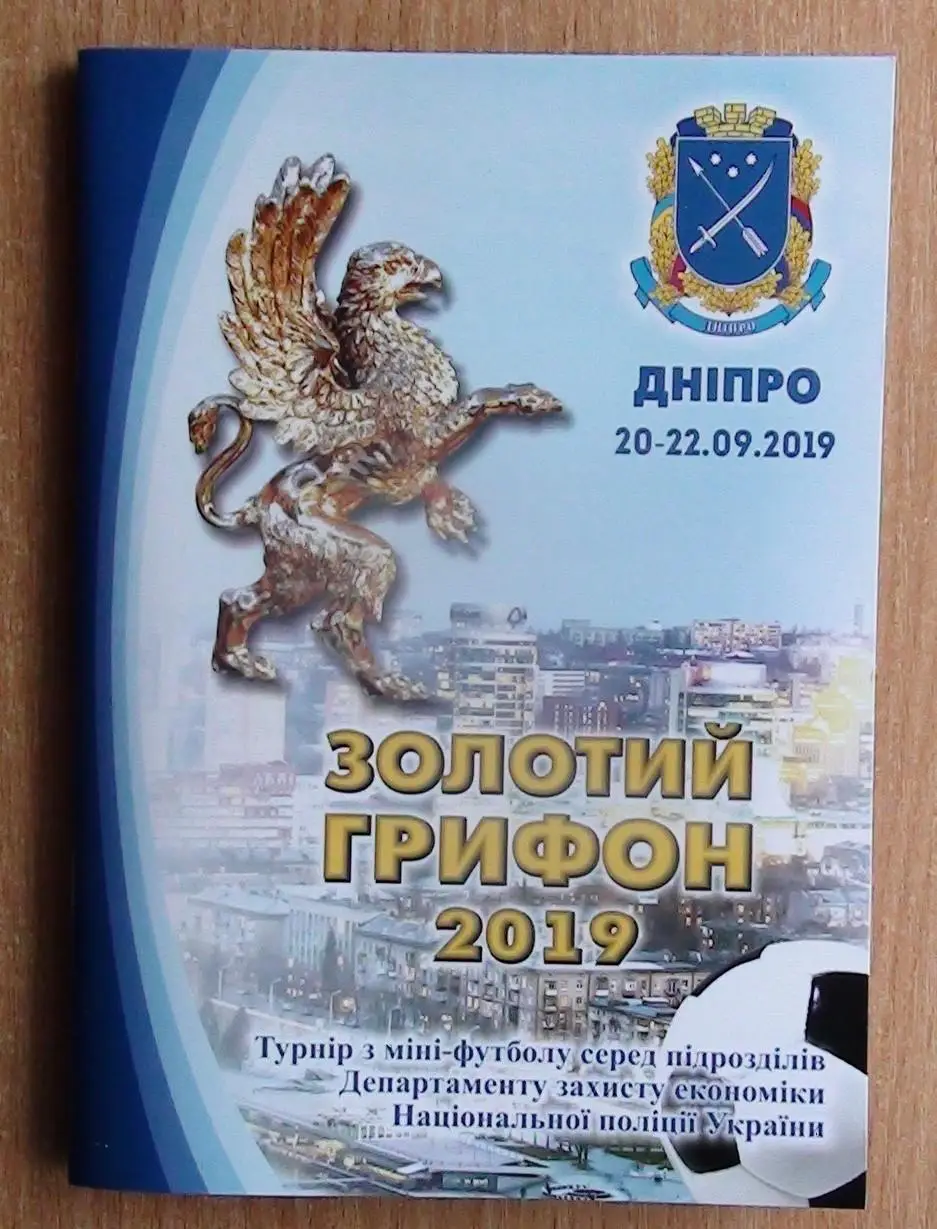 ДНІПРО
ДНІПРО
20-22.09.2019
ЗОЛОТИЙ
ГРИФОН
2019
Турнір з міні-футболу серед підрозділів
Департаменту захисту економіки
Національної поліції України